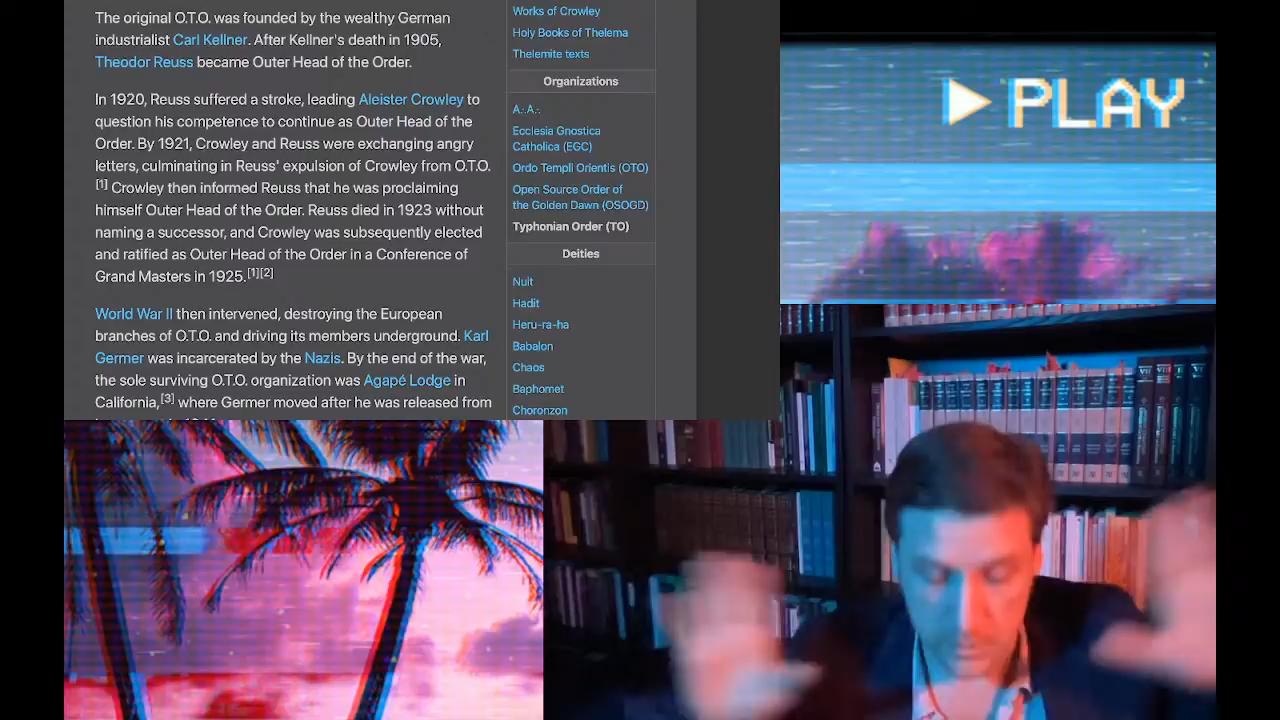 The original O.T.O. was founded by the wealthy German
industrialist Carl Kellner. After Kellner's death in 1905,
Theodor Reuss became Outer Head of the Order.
In 1920, Reuss suffered a stroke, leading Aleister Crowley to
question his competence to continue as Outer Head of the
Order. By 1921, Crowley and Reuss were exchanging angry
letters, culminating in Reuss' expulsion of Crowley from O.T.O.
[1] Crowley then informed Reuss that he was proclaiming
himself Outer Head of the Order. Reuss died in 1923 without
naming a successor, and Crowley was subsequently elected
and ratified as Outer Head of the Order in a Conference of
Grand Masters in 1925.[1][2]
World War II then intervened, destroying the European
branches of O.T.O. and driving its members underground. Karl
Germer was incarcerated by the Nazis. By the end of the war,
the sole surviving O.T.O. organization was Agapé Lodge in
California,[3] where Germer moved after he was released from
Works of Crowley
Holy Books of Thelema
Thelemite texts
Organizations
A∴A∴
Ecclesia Gnostica
Catholica (EGC)
Ordo Templi Orientis (OTO)
Open Source Order of
the Golden Dawn (OSOGD)
Typhonian Order (TO)
Deities
Nuit
Hadit
Heru-ra-ha
Babalon
Chaos
Baphomet
Choronzon
PLAY